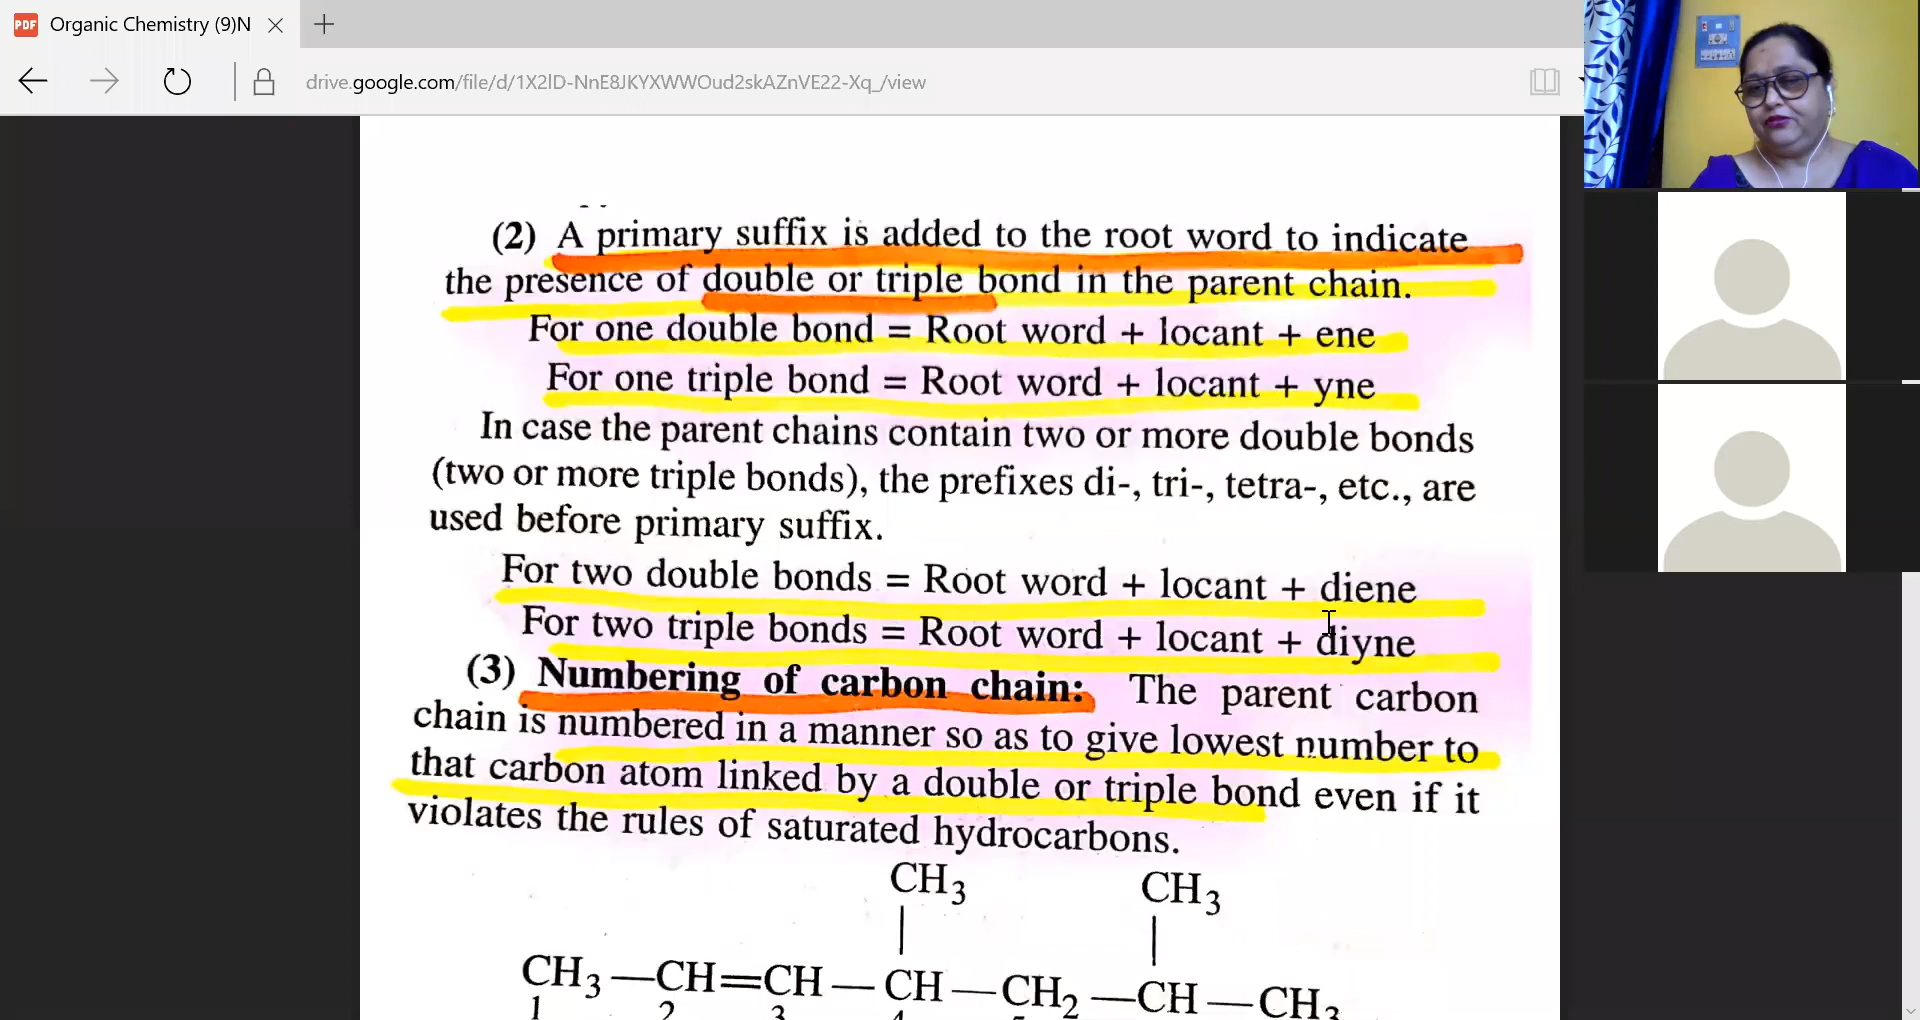 PDF Organic Chemistry (9)N
drive.google.com/file/d/1X2lD-NnE8JKYXWWOud2skAZnVE22-Xq_/view
(2) A primary suffix is added to the root word to indicate
the presence of double or triple bond in the parent chain.
For one double bond = Root word + locant + ene
For one triple bond = Root word + locant + yne
In case the parent chains contain two or more double bonds
(two or more triple bonds), the prefixes di-, tri-, tetra-, etc., are
used before primary suffix.
For two double bonds = Root word + locant + diene
For two triple bonds = Root word + locant + diyne
(3) Numbering of carbon chain: The parent carbon
chain is numbered in a manner so as to give lowest number to
that carbon atom linked by a double or triple bond even if it
violates the rules of saturated hydrocarbons.
CH3 CH3
CH3—CH=CH—CH—CH2—CH—CH3
1 2 3 4 5